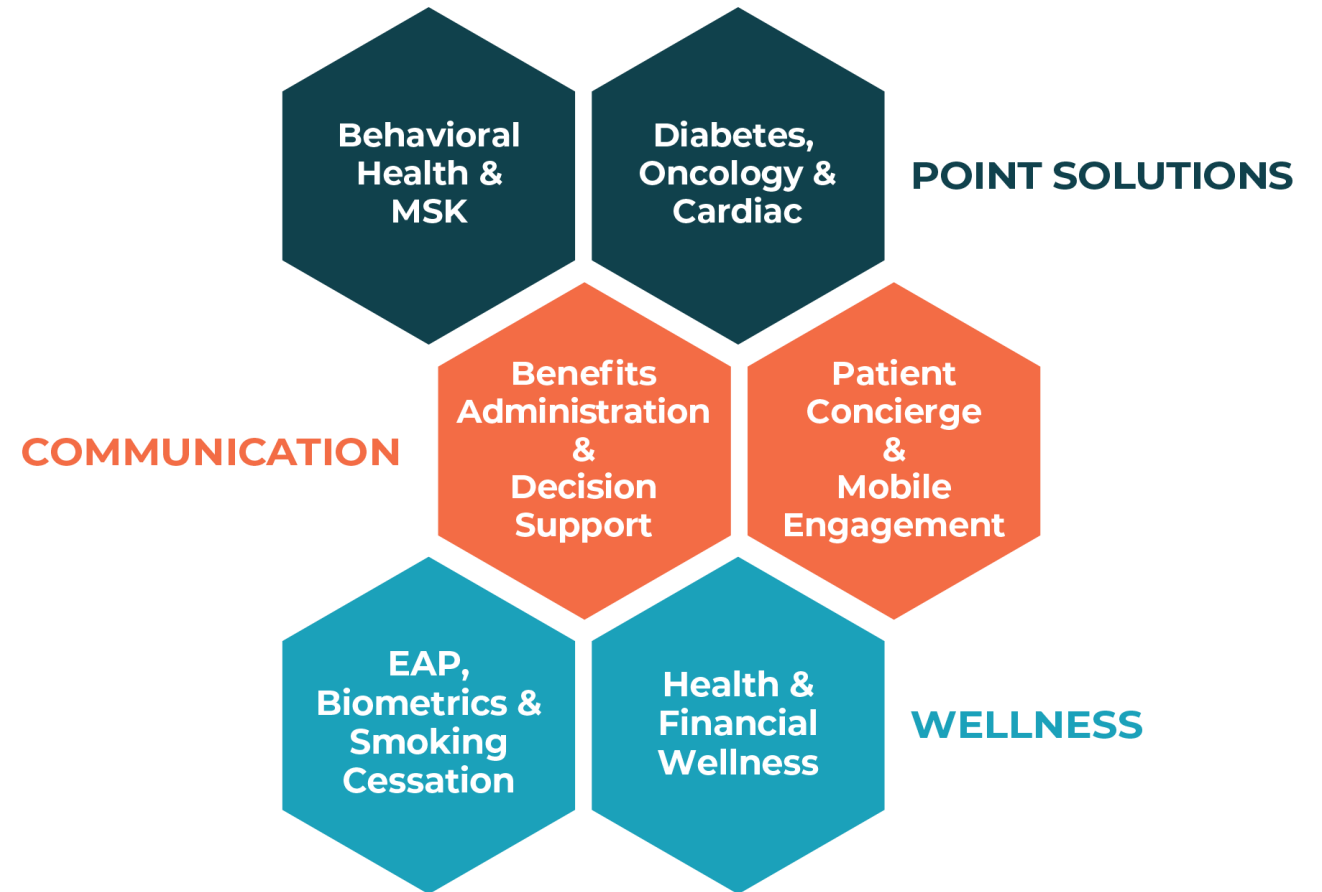 Behavioral
Health &
MSK
Diabetes,
Oncology &
Cardiac
POINT SOLUTIONS
COMMUNICATION
Benefits
Administration
&
Decision
Support
Patient
Concierge
&
Mobile
Engagement
EAP,
Biometrics &
Smoking
Cessation
Health &
Financial
Wellness
WELLNESS